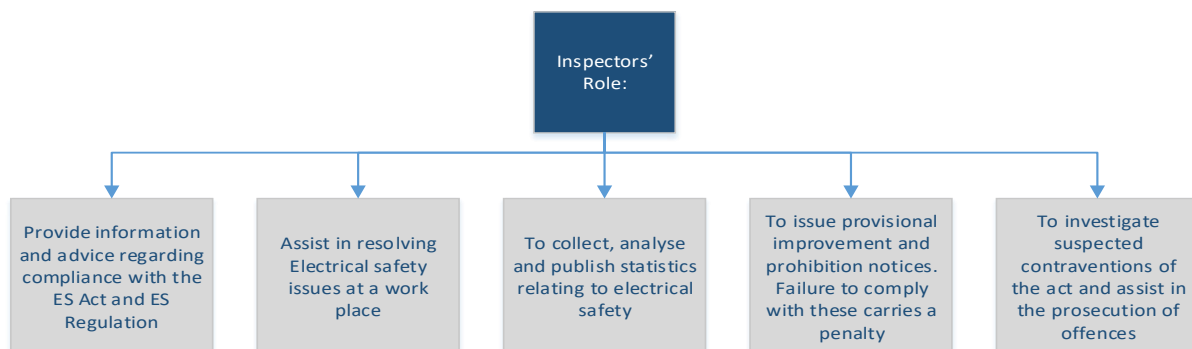 Inspectors’
Role:
Provide information
and advice regarding
compliance with the
ES Act and ES
Regulation
Assist in resolving
Electrical safety
issues at a work
place
To collect, analyse
and publish statistics
relating to electrical
safety
To issue provisional
improvement and
prohibition notices.
Failure to comply
with these carries a
penalty
To investigate
suspected
contraventions of
the act and assist in
the prosecution of
offences